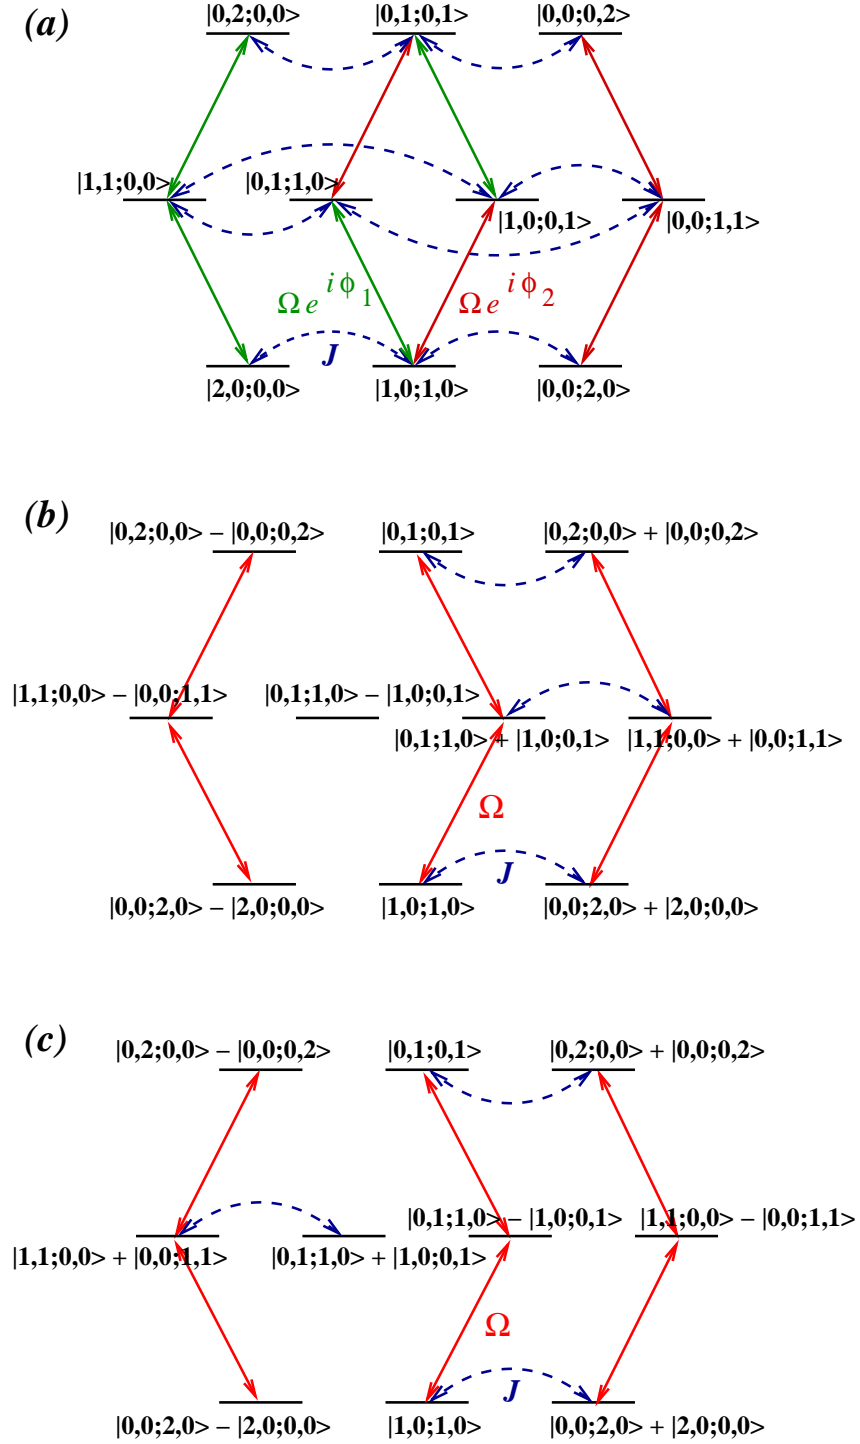 (a)
|0,2;0,0> |0,1;0,1> |0,0;0,2>
|1,1;0,0> |0,1;1,0>
|1,0;0,1> |0,0;1,1>
Ω e^{i ϕ_1} Ω e^{i ϕ_2}
J
|2,0;0,0> |1,0;1,0> |0,0;2,0>
(b)
|0,2;0,0> − |0,0;0,2> |0,1;0,1> |0,2;0,0> + |0,0;0,2>
|1,1;0,0> − |0,0;1,1> |0,1;1,0> − |1,0;0,1>
|0,1;1,0> + |1,0;0,1> |1,1;0,0> + |0,0;1,1>
Ω
J
|0,0;2,0> − |2,0;0,0> |1,0;1,0> |0,0;2,0> + |2,0;0,0>
(c)
|0,2;0,0> − |0,0;0,2> |0,1;0,1> |0,2;0,0> + |0,0;0,2>
|0,1;1,0> − |1,0;0,1> |1,1;0,0> − |0,0;1,1>
|1,1;0,0> + |0,0;1,1> |0,1;1,0> + |1,0;0,1>
Ω
J
|0,0;2,0> − |2,0;0,0> |1,0;1,0> |0,0;2,0> + |2,0;0,0>